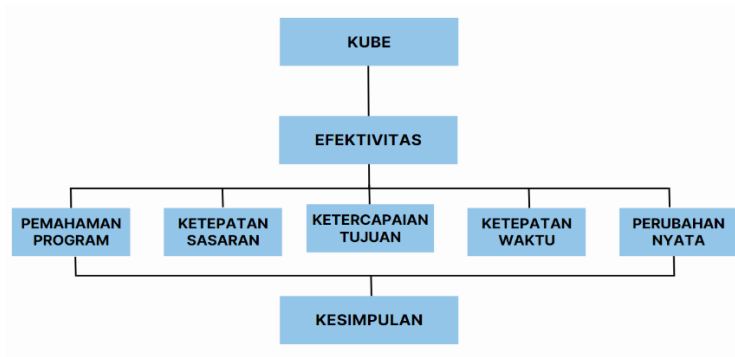 KUBE
EFEKTIVITAS
PEMAHAMAN
PROGRAM
KETEPATAN
SASARAN
KETERCAPAIAN
TUJUAN
KETEPATAN
WAKTU
PERUBAHAN
NYATA
KESIMPULAN